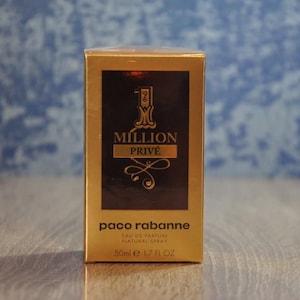 1
MILLION
PRIVÉ
paco rabanne
EAU DE PARFUM
NATURAL SPRAY
50ml ℮ 1.7 FL OZ